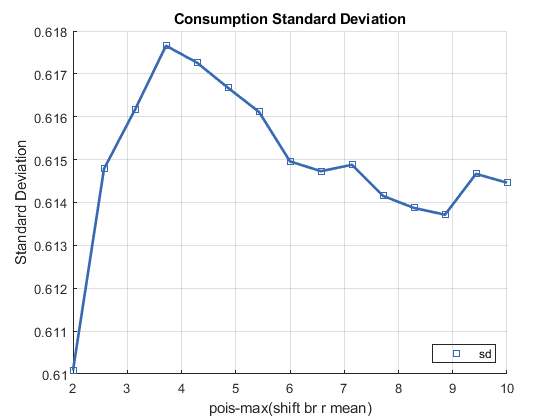 Consumption Standard Deviation
Standard Deviation
0.618
0.617
0.616
0.615
0.614
0.613
0.612
0.611
0.61
2 3 4 5 6 7 8 9 10
pois-max(shift br r mean)
sd